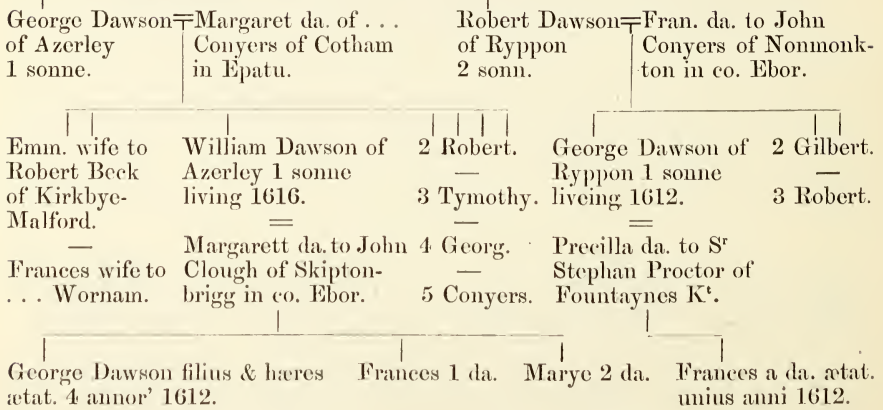 George Dawson = Margaret da. of . . .
of Azerley
1 sonne.
Conyers of Cotham
in Epatu.
Robert Dawson = Fran. da. to John
of Ryppon
2 sonn.
Conyers of Nonmonk-
ton in co. Ebor.
Emm. wife to
Robert Beck
of Kirkbye-
Malford.
—
Frances wife to
. . . Wornam.
William Dawson of
Azerley 1 sonne
living 1616.
=
Margarett da. to John
Clough of Skipton-
brigg in co. Ebor.
2 Robert.
—
3 Tymothy.
—
4 Georg.
—
5 Conyers.
George Dawson of
Ryppon 1 sonne
liveing 1612.
=
Precilla da. to Sr
Stephan Proctor of
Fountaynes Kt.
2 Gilbert.
—
3 Robert.
George Dawson filius & hæres
ætat. 4 annor' 1612.
Frances 1 da.
Marye 2 da.
Frances a da. ætat.
unius anni 1612.